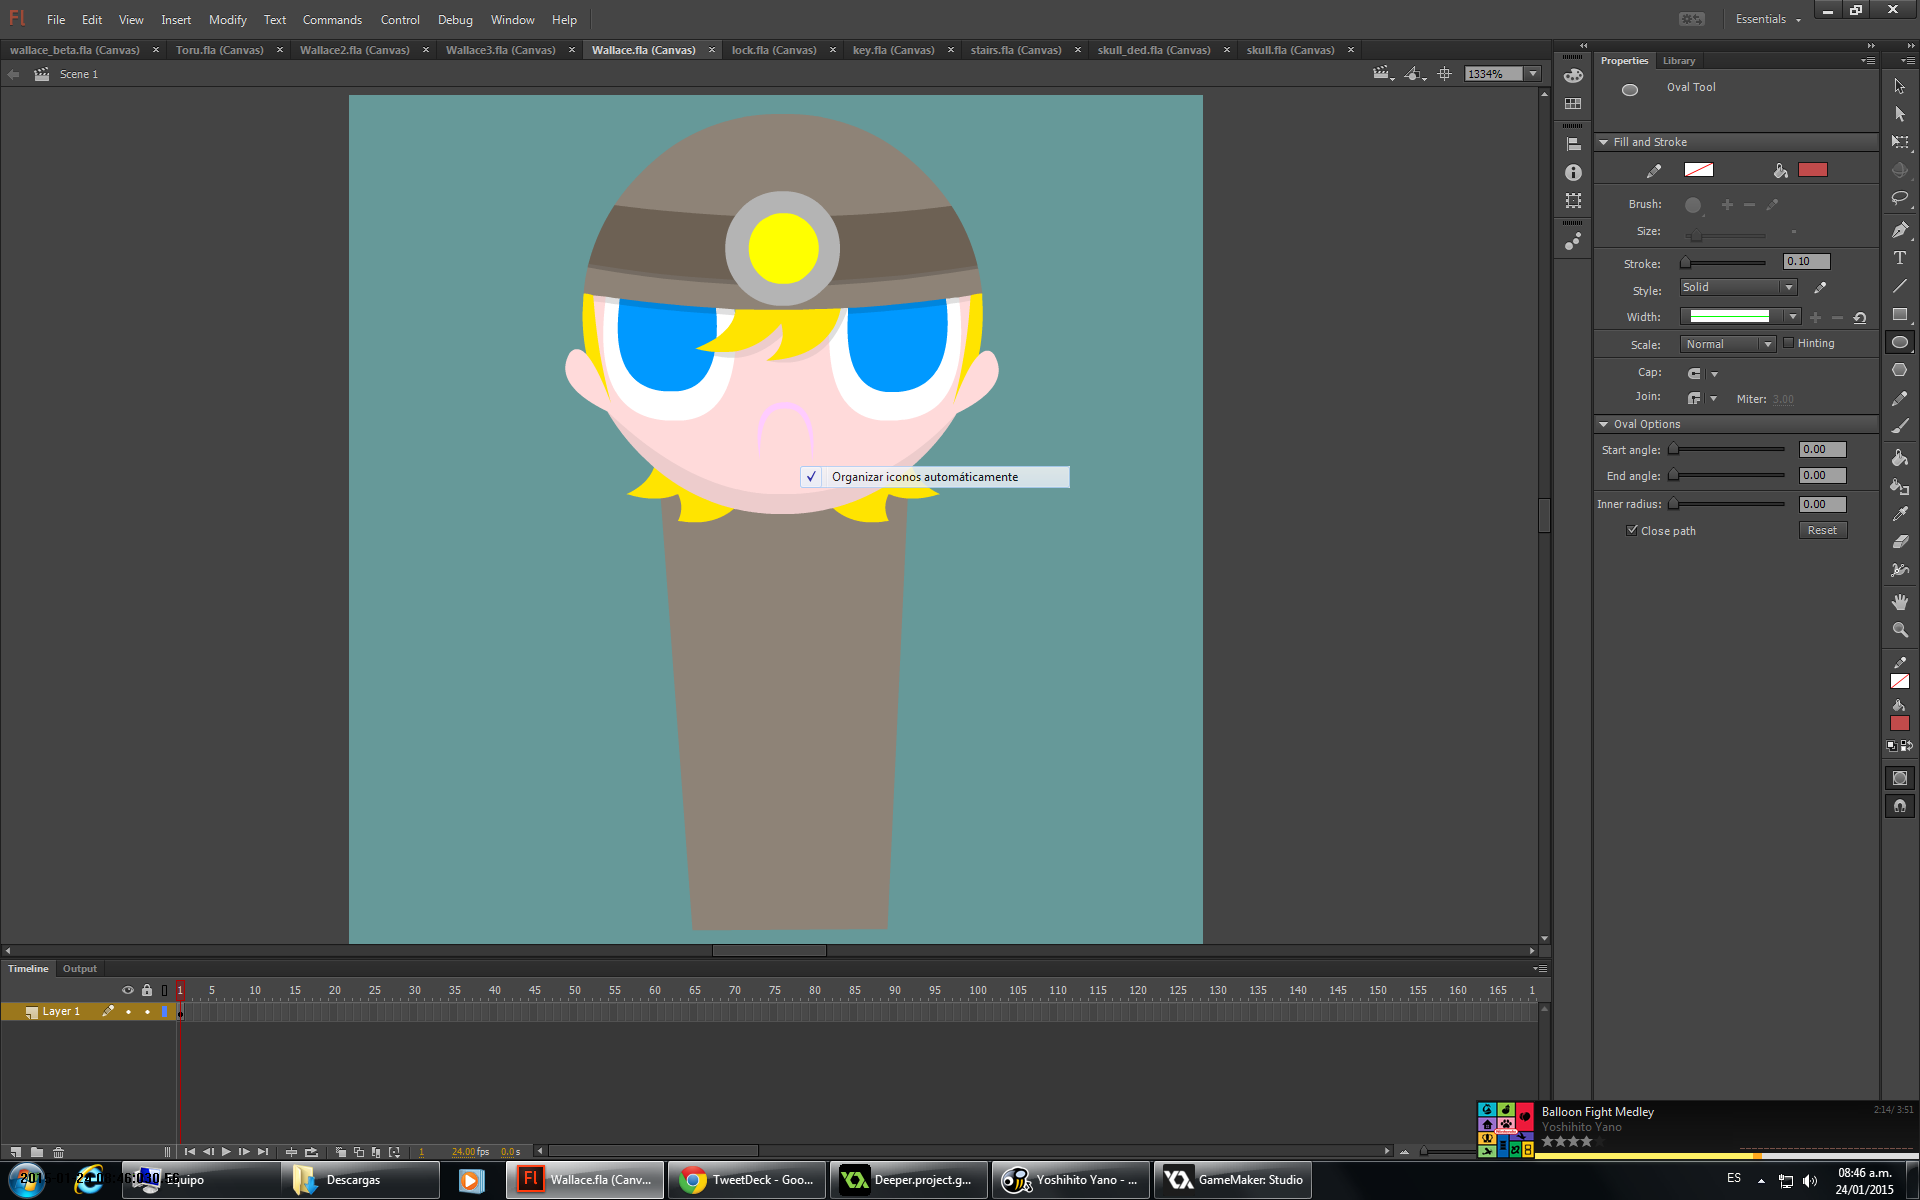 Fl File Edit View Insert Modify Text Commands Control Debug Window Help Essentials
wallace_beta.fla (Canvas) × Toru.fla (Canvas) × Wallace2.fla (Canvas) × Wallace3.fla (Canvas) × Wallace.fla (Canvas) × lock.fla (Canvas) × key.fla (Canvas) × stairs.fla (Canvas) × skull_ded.fla (Canvas) × skull.fla (Canvas) ×
Scene 1 1334%
Properties Library
Oval Tool
Fill and Stroke
Brush:
Size:
Stroke: 0.10
Style: Solid
Width:
Scale: Normal Hinting
Cap:
Join: Miter: 3.00
Oval Options
Start angle: 0.00
End angle: 0.00
Inner radius: 0.00
Close path Reset
Organizar iconos automáticamente
Timeline Output
1 5 10 15 20 25 30 35 40 45 50 55 60 65 70 75 80 85 90 95 100 105 110 115 120 125 130 135 140 145 150 155 160 165 1
Layer 1
1 24.00 fps 0.0 s
Balloon Fight Medley 2:14/ 3:51
Yoshihito Yano
Equipo Descargas Wallace.fla (Canv... TweetDeck - Goo... Deeper.project.g... Yoshihito Yano - ... GameMaker: Studio
ES 08:46 a.m.
24/01/2015